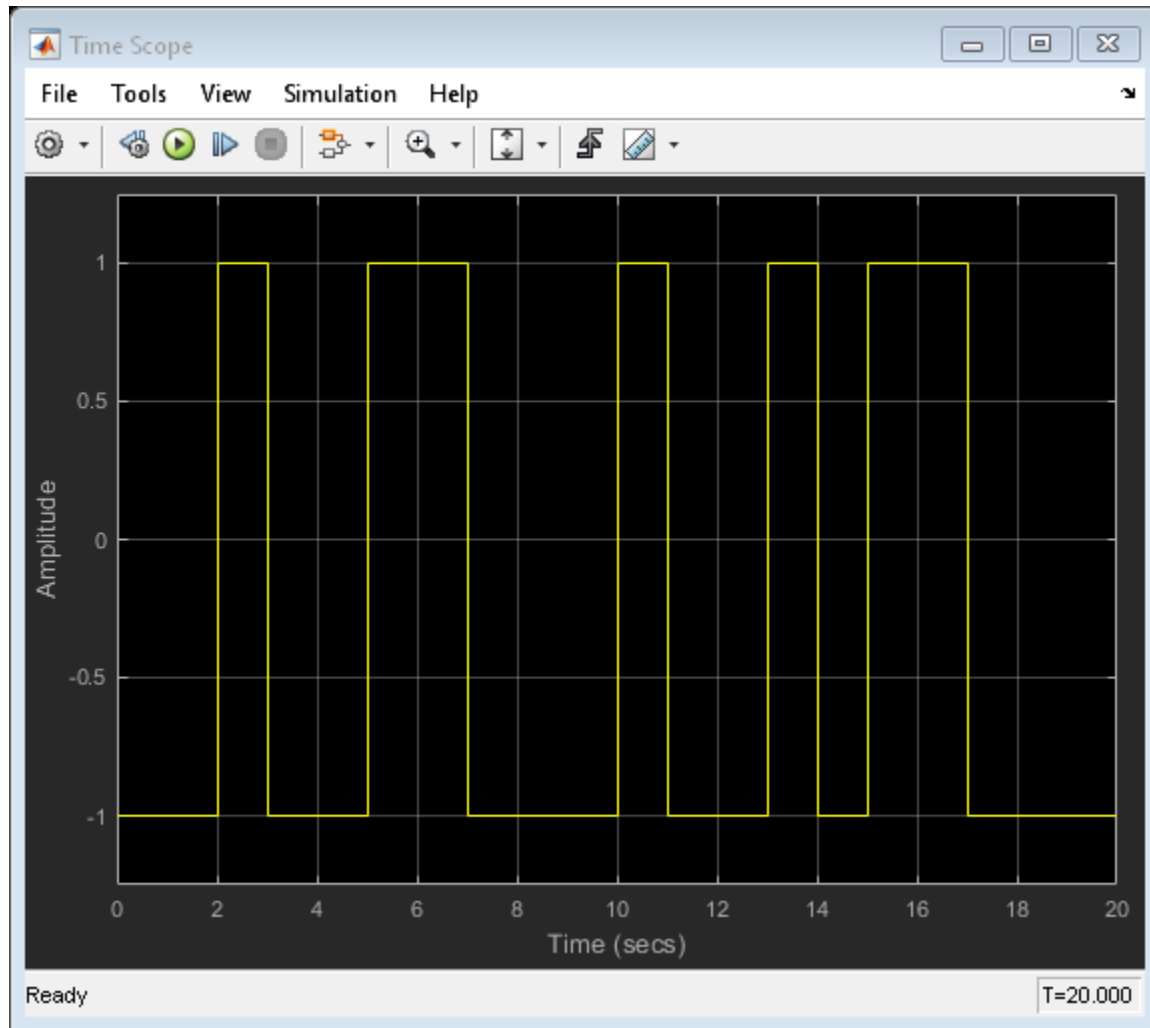 Time Scope
File Tools View Simulation Help
1
0.5
0
-0.5
-1
Amplitude
0 2 4 6 8 10 12 14 16 18 20
Time (secs)
Ready T=20.000